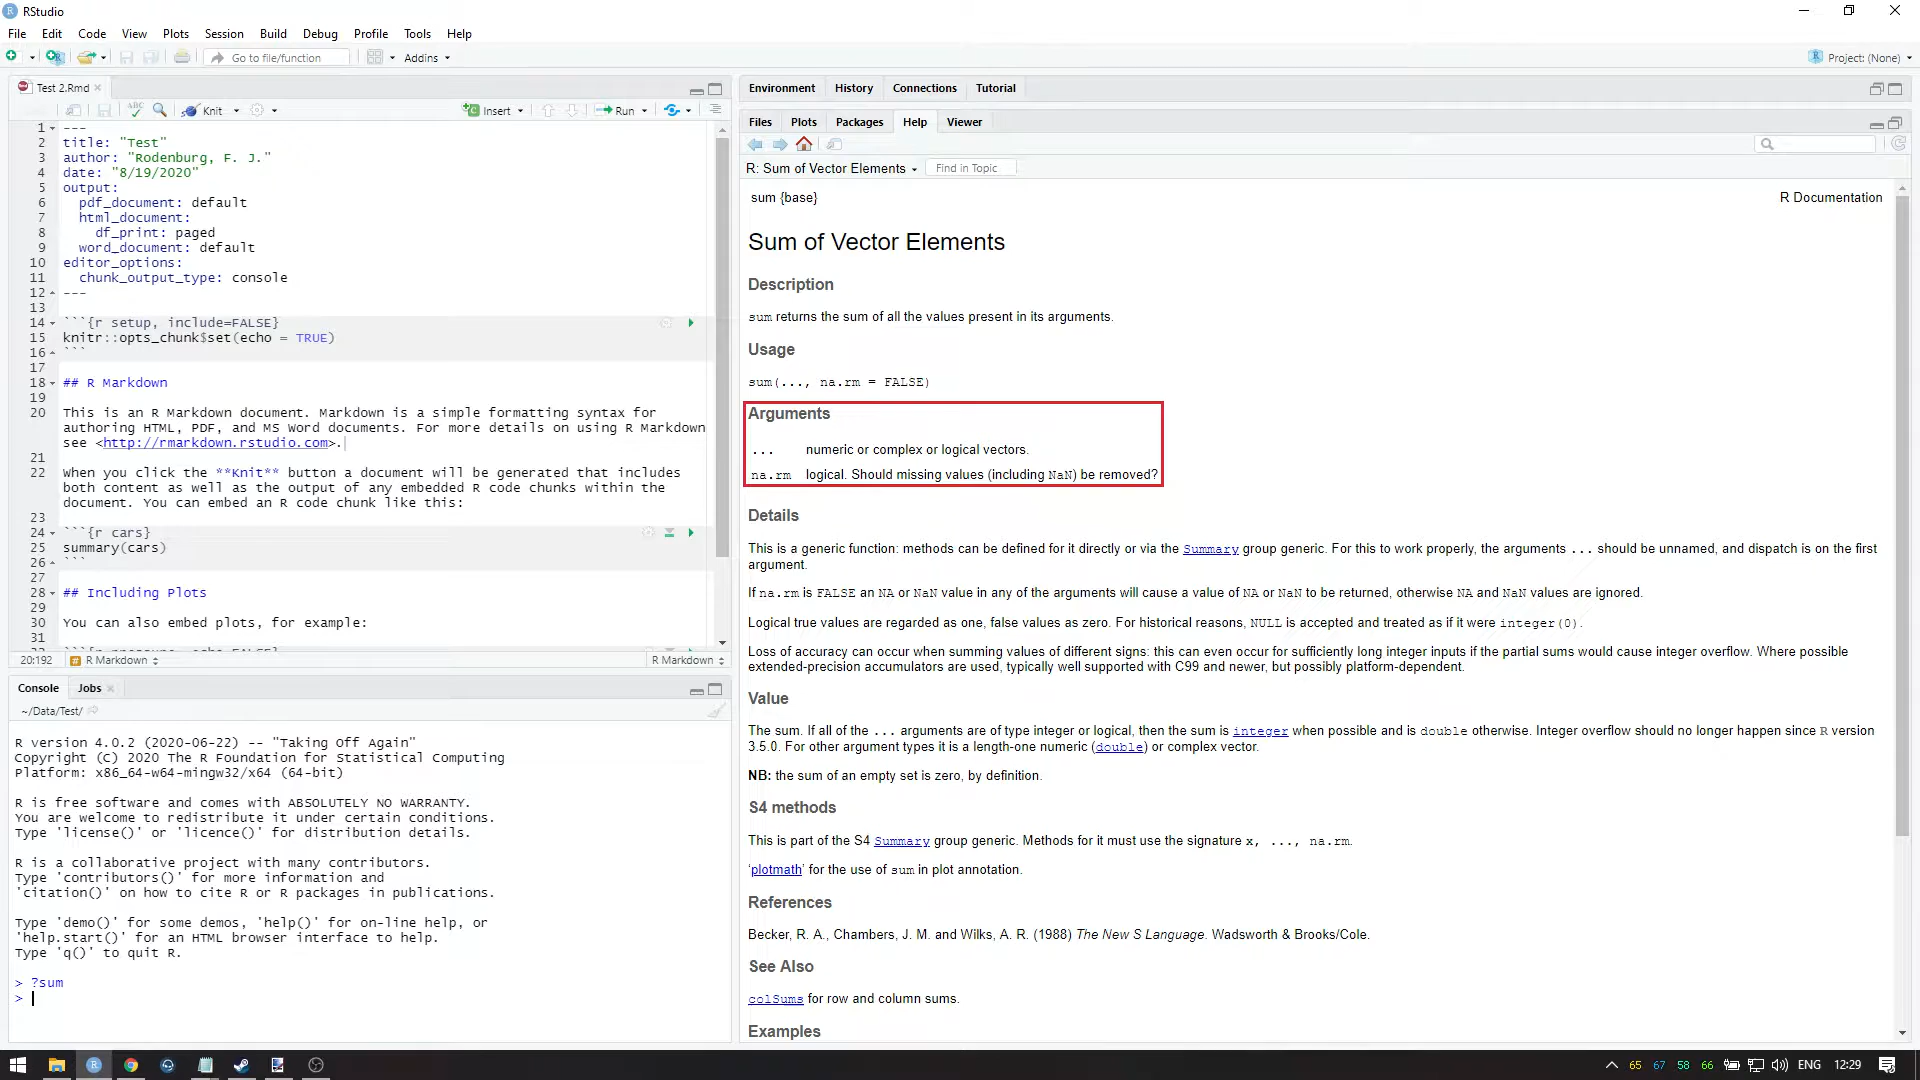 RStudio
File Edit Code View Plots Session Build Debug Profile Tools Help
Go to file/function Addins Project: (None)
Test 2.Rmd
ABC Knit Insert Run
1 ---
2 title: "Test"
3 author: "Rodenburg, F. J."
4 date: "8/19/2020"
5 output:
6 pdf_document: default
7 html_document:
8 df_print: paged
9 word_document: default
10 editor_options:
11 chunk_output_type: console
12 ---
13
14 ```{r setup, include=FALSE}
15 knitr::opts_chunk$set(echo = TRUE)
16 ```
17
18 ## R Markdown
19
20 This is an R Markdown document. Markdown is a simple formatting syntax for
authoring HTML, PDF, and MS Word documents. For more details on using R Markdown
see <http://rmarkdown.rstudio.com>.
21
22 When you click the **Knit** button a document will be generated that includes
both content as well as the output of any embedded R code chunks within the
document. You can embed an R code chunk like this:
23
24 ```{r cars}
25 summary(cars)
26 ```
27
28 ## Including Plots
29
30 You can also embed plots, for example:
31
20:192 R Markdown R Markdown
Console Jobs
~/Data/Test/
R version 4.0.2 (2020-06-22) -- "Taking Off Again"
Copyright (C) 2020 The R Foundation for Statistical Computing
Platform: x86_64-w64-mingw32/x64 (64-bit)
R is free software and comes with ABSOLUTELY NO WARRANTY.
You are welcome to redistribute it under certain conditions.
Type 'license()' or 'licence()' for distribution details.
R is a collaborative project with many contributors.
Type 'contributors()' for more information and
'citation()' on how to cite R or R packages in publications.
Type 'demo()' for some demos, 'help()' for on-line help, or
'help.start()' for an HTML browser interface to help.
Type 'q()' to quit R.
> ?sum
>
Environment History Connections Tutorial
Files Plots Packages Help Viewer
R: Sum of Vector Elements Find in Topic
sum {base} R Documentation
Sum of Vector Elements
Description
sum returns the sum of all the values present in its arguments.
Usage
sum(..., na.rm = FALSE)
Arguments
... numeric or complex or logical vectors.
na.rm logical. Should missing values (including NaN) be removed?
Details
This is a generic function: methods can be defined for it directly or via the Summary group generic. For this to work properly, the arguments ... should be unnamed, and dispatch is on the first
argument.
If na.rm is FALSE an NA or NaN value in any of the arguments will cause a value of NA or NaN to be returned, otherwise NA and NaN values are ignored.
Logical true values are regarded as one, false values as zero. For historical reasons, NULL is accepted and treated as if it were integer(0).
Loss of accuracy can occur when summing values of different signs: this can even occur for sufficiently long integer inputs if the partial sums would cause integer overflow. Where possible
extended-precision accumulators are used, typically well supported with C99 and newer, but possibly platform-dependent.
Value
The sum. If all of the ... arguments are of type integer or logical, then the sum is integer when possible and is double otherwise. Integer overflow should no longer happen since R version
3.5.0. For other argument types it is a length-one numeric (double) or complex vector.
NB: the sum of an empty set is zero, by definition.
S4 methods
This is part of the S4 Summary group generic. Methods for it must use the signature x, ..., na.rm.
‘plotmath’ for the use of sum in plot annotation.
References
Becker, R. A., Chambers, J. M. and Wilks, A. R. (1988) The New S Language. Wadsworth & Brooks/Cole.
See Also
colSums for row and column sums.
Examples
65 67 58 66 ENG 12:29